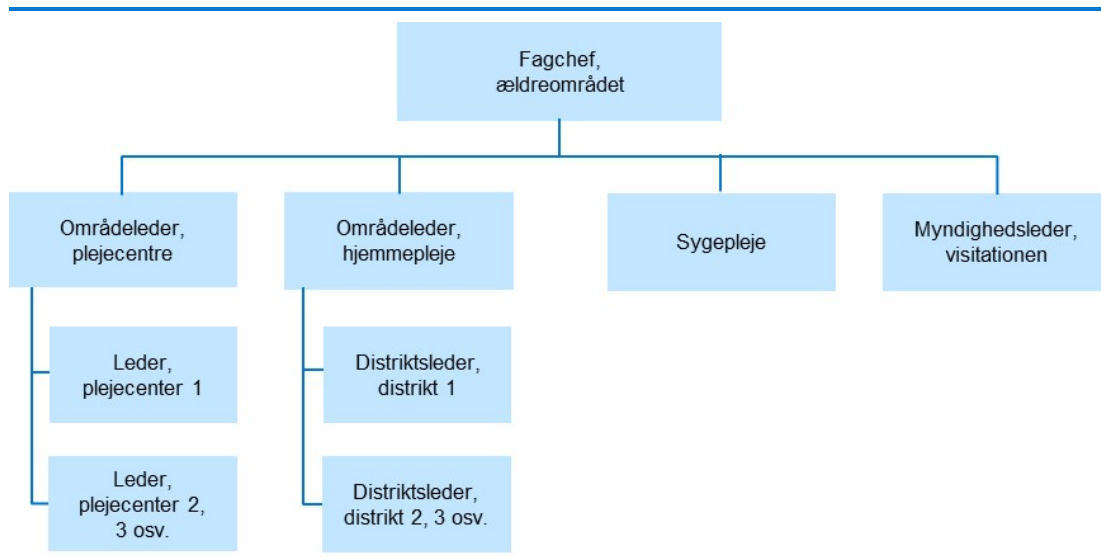 Fagchef,
ældreområdet
Områdeleder,
plejecentre
Områdeleder,
hjemmepleje
Sygepleje
Myndighedsleder,
visitationen
Leder,
plejecenter 1
Distriktsleder,
distrikt 1
Leder,
plejecenter 2,
3 osv.
Distriktsleder,
distrikt 2, 3 osv.